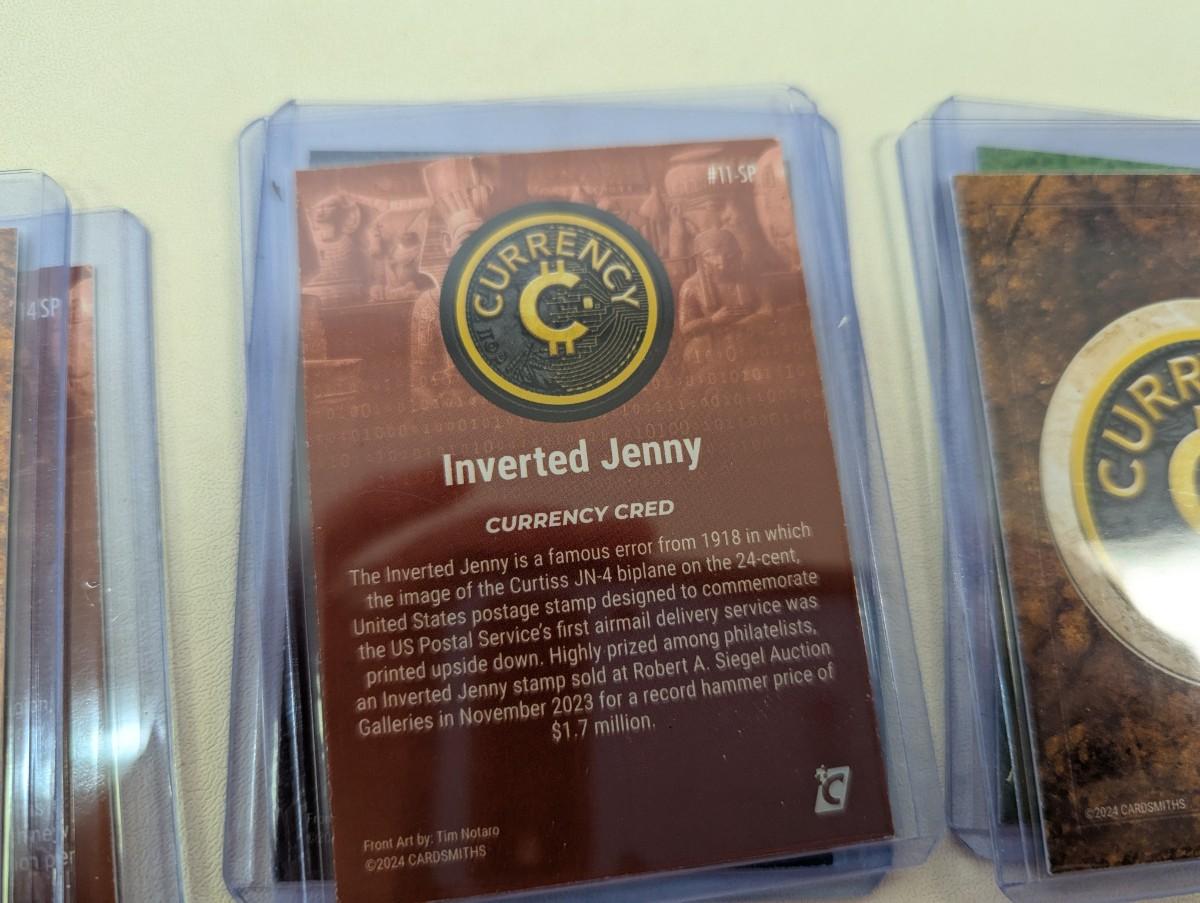 14 SP
#11-SP
CURRENCY
Inverted Jenny
CURRENCY CRED
The Inverted Jenny is a famous error from 1918 in which
the image of the Curtiss JN-4 biplane on the 24-cent,
United States postage stamp designed to commemorate
the US Postal Service's first airmail delivery service was
printed upside down. Highly prized among philatelists,
an Inverted Jenny stamp sold at Robert A. Siegel Auction
Galleries in November 2023 for a record hammer price of
$1.7 million.
Front Art by: Tim Notaro
©2024 CARDSMITHS
CURR
©2024 CARDSMITHS